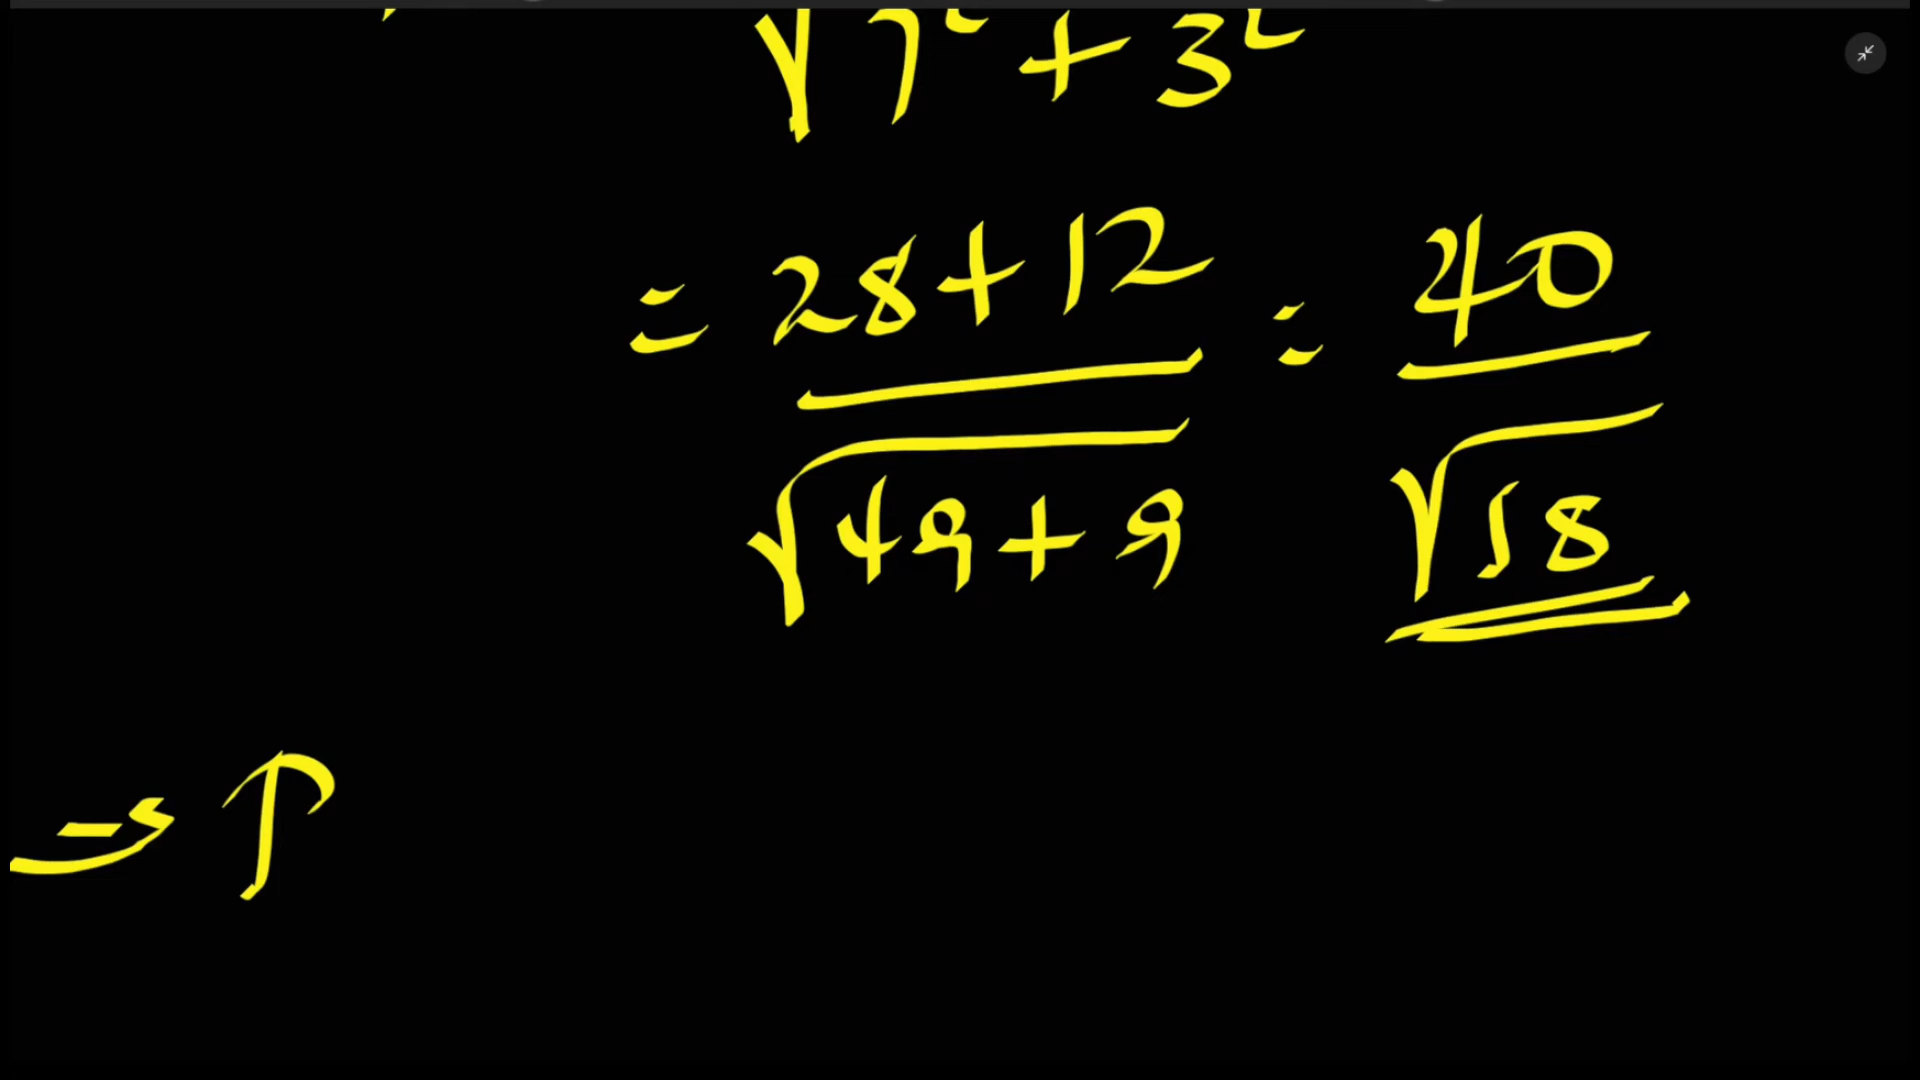 √7² + 3²
= 28 + 12 = 40
√49 + 9 √58
⇒ P